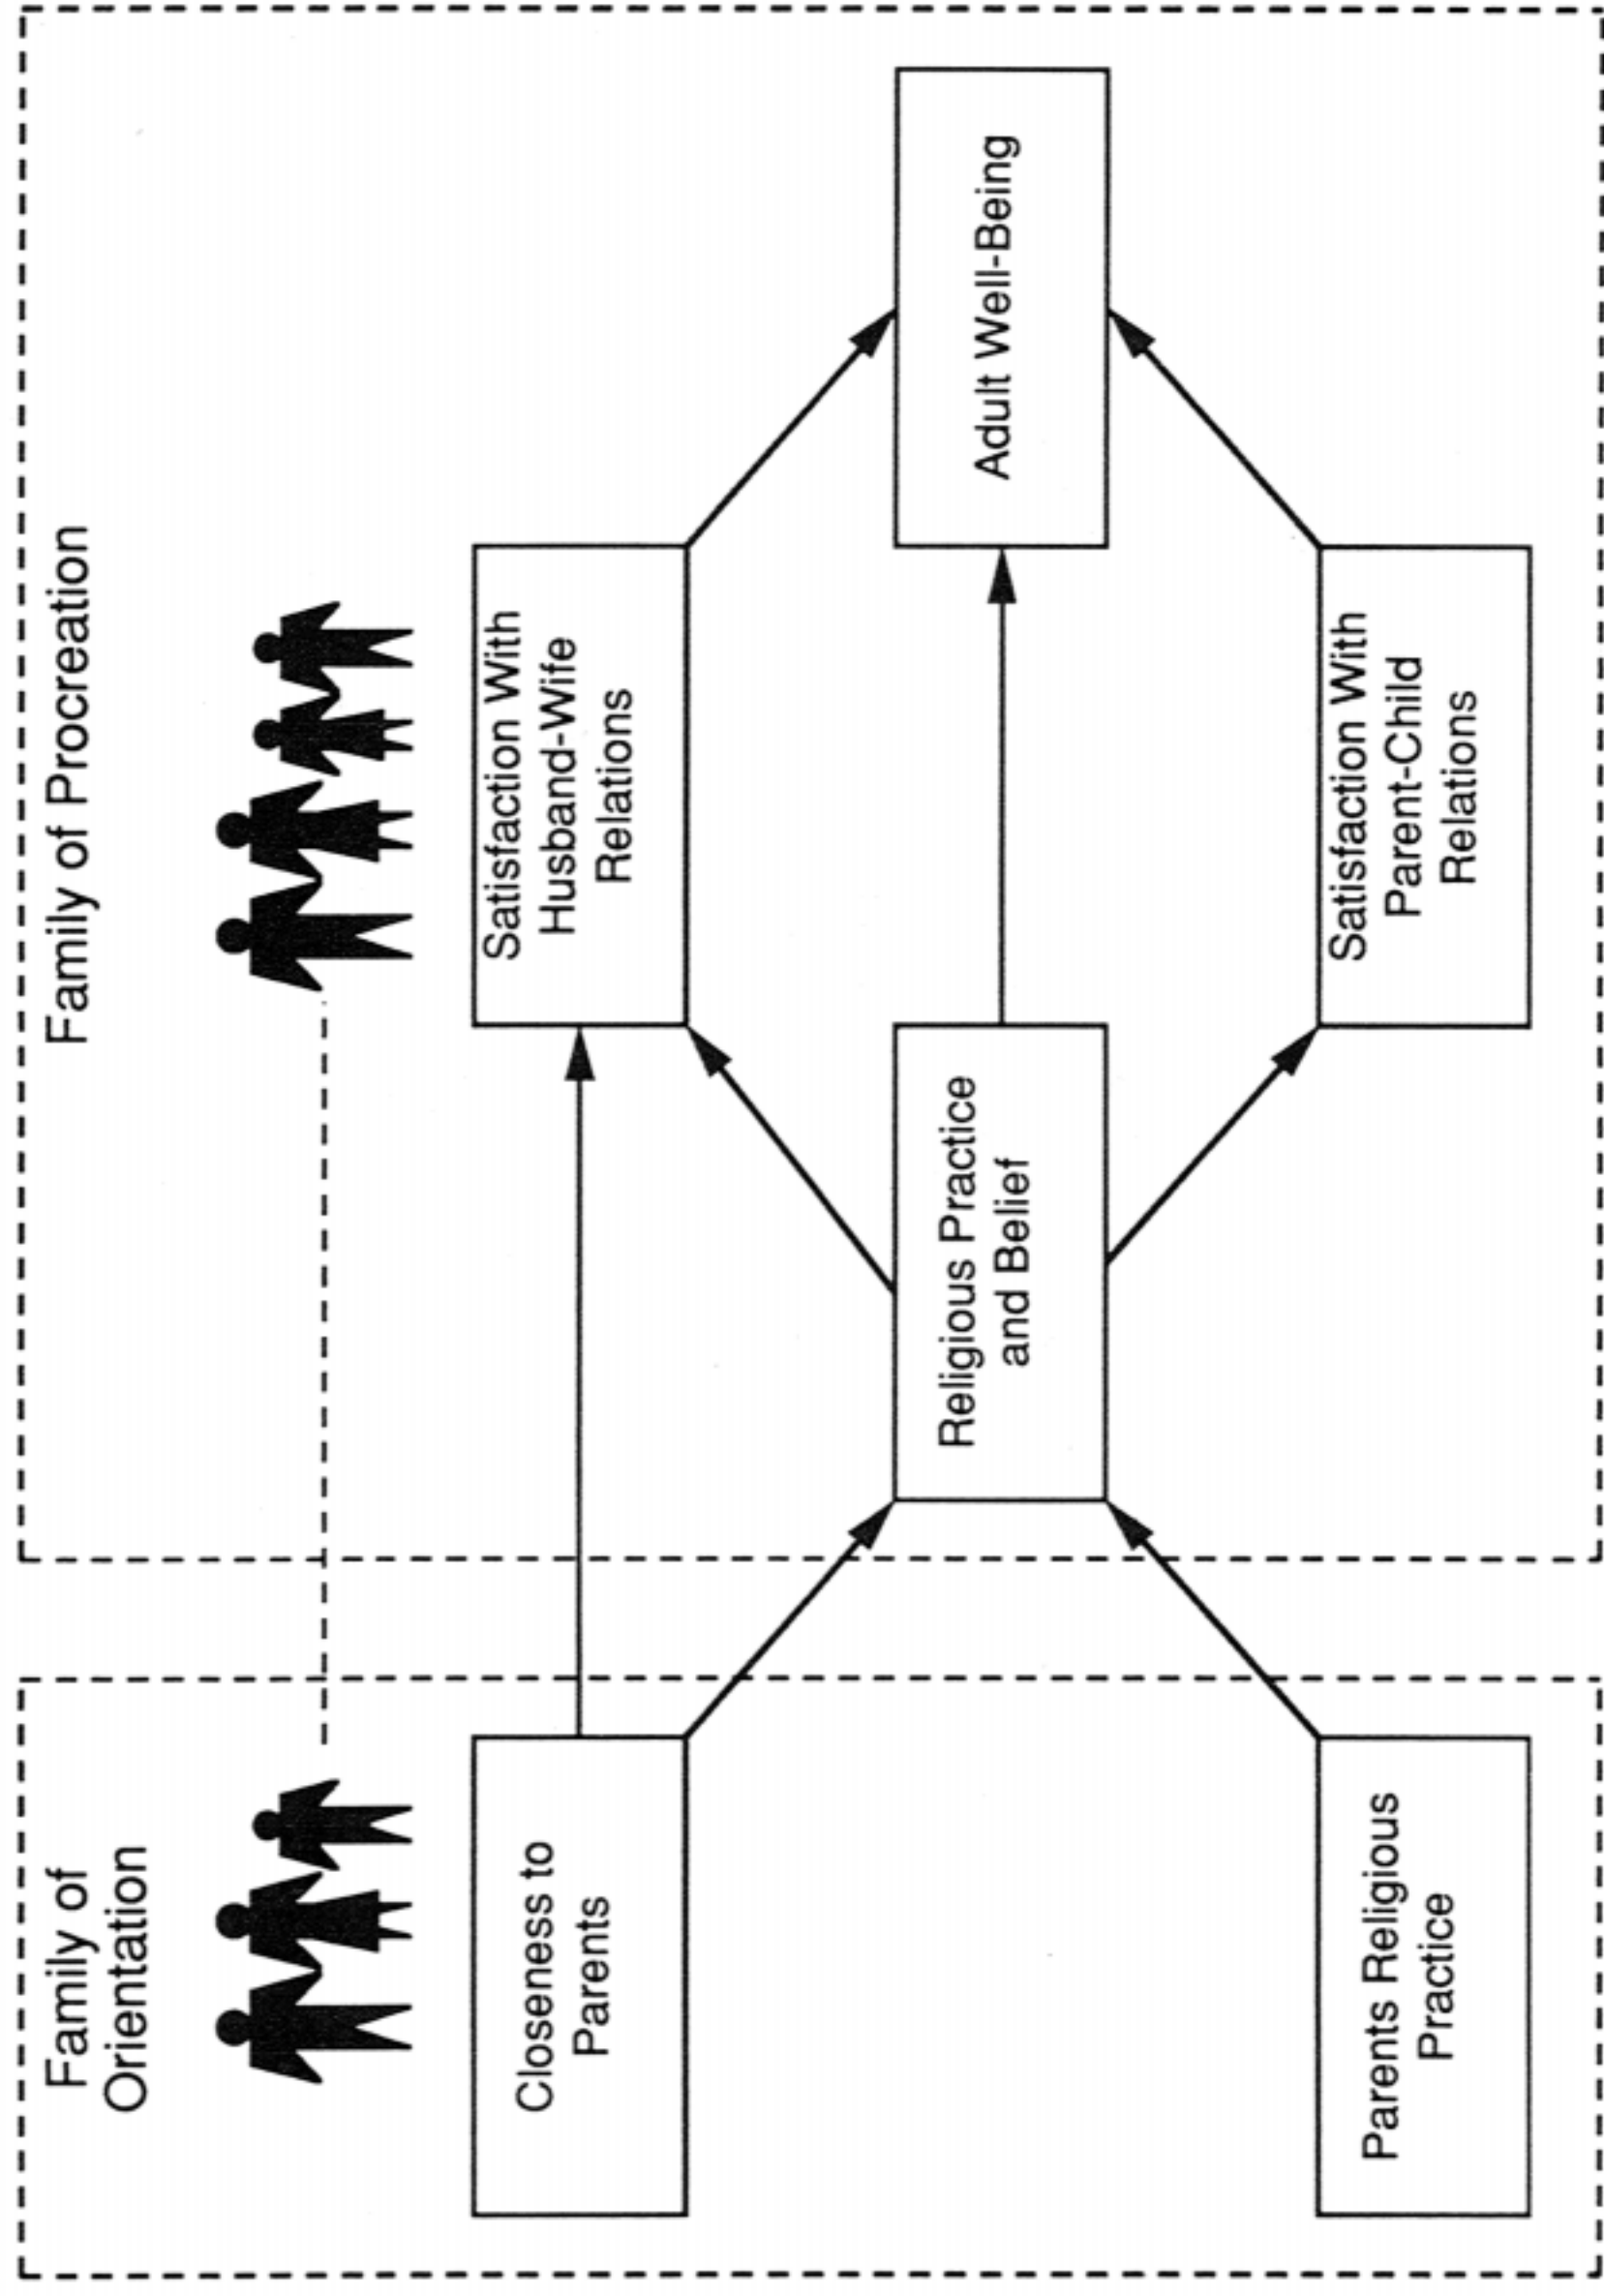 Family of
Orientation
Family of Procreation
Closeness to
Parents
Satisfaction With
Husband-Wife
Relations
Religious Practice
and Belief
Adult Well-Being
Parents Religious
Practice
Satisfaction With
Parent-Child
Relations